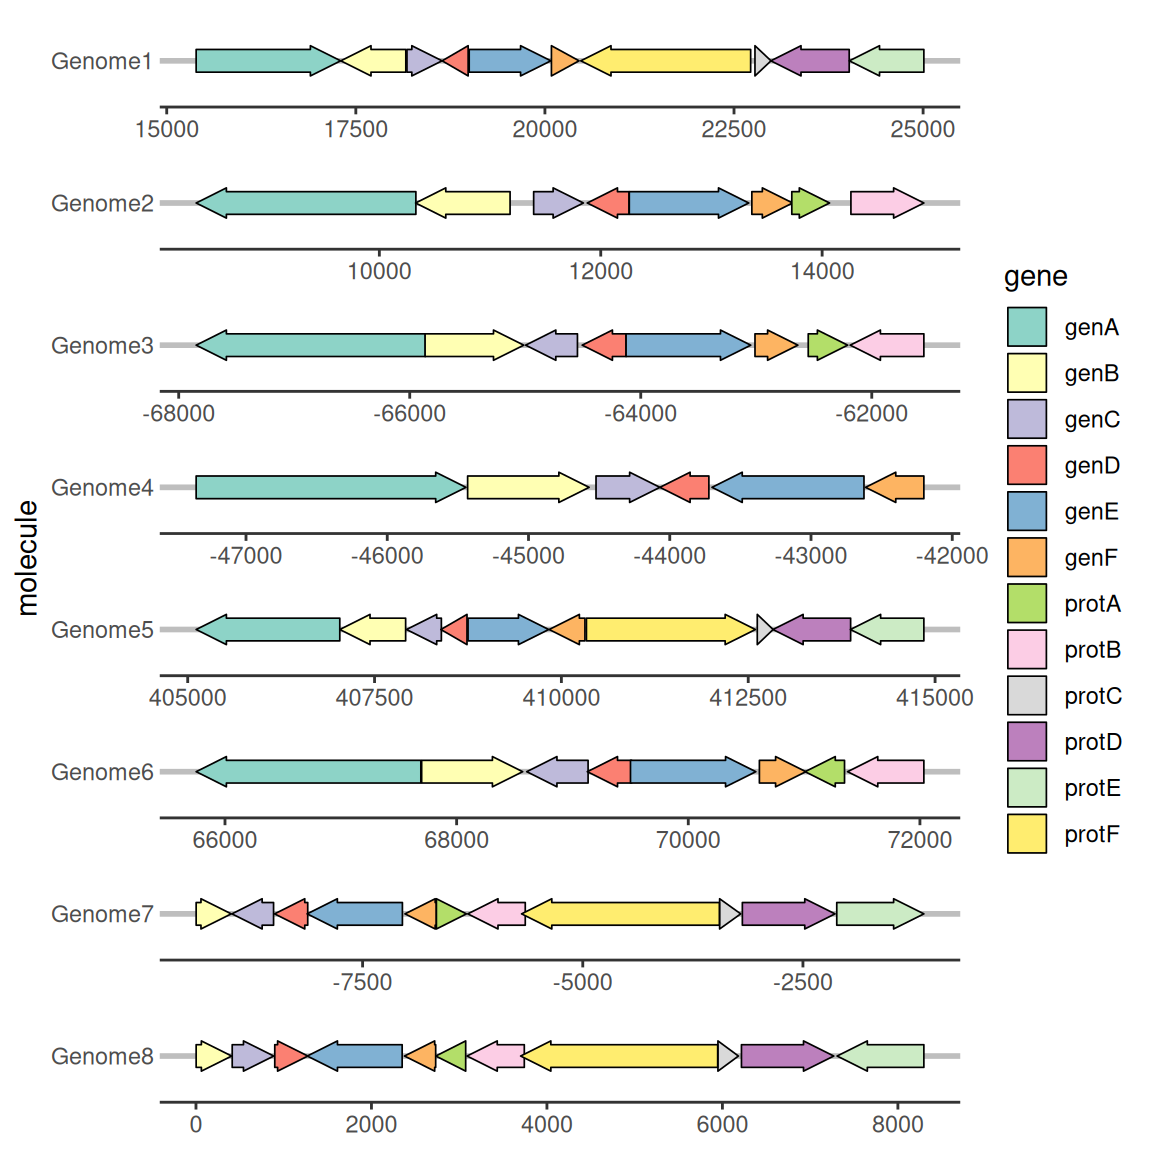 Genome1
15000 17500 20000 22500 25000
Genome2
10000 12000 14000
Genome3
-68000 -66000 -64000 -62000
Genome4
-47000 -46000 -45000 -44000 -43000 -42000
Genome5
405000 407500 410000 412500 415000
Genome6
66000 68000 70000 72000
Genome7
-7500 -5000 -2500
Genome8
0 2000 4000 6000 8000
molecule
gene
genA
genB
genC
genD
genE
genF
protA
protB
protC
protD
protE
protF